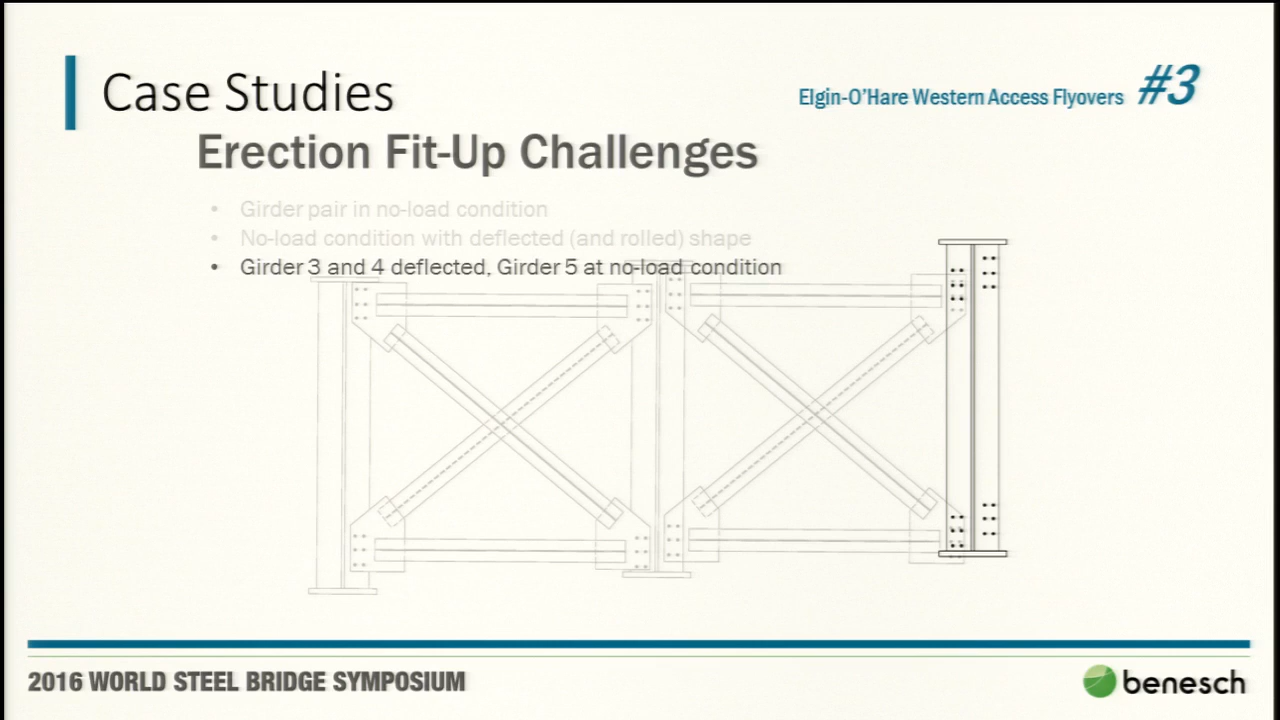 Case Studies
Elgin-O'Hare Western Access Flyovers #3
Erection Fit-Up Challenges
• Girder pair in no-load condition
• No-load condition with deflected (and rolled) shape
• Girder 3 and 4 deflected, Girder 5 at no-load condition
2016 WORLD STEEL BRIDGE SYMPOSIUM
benesch